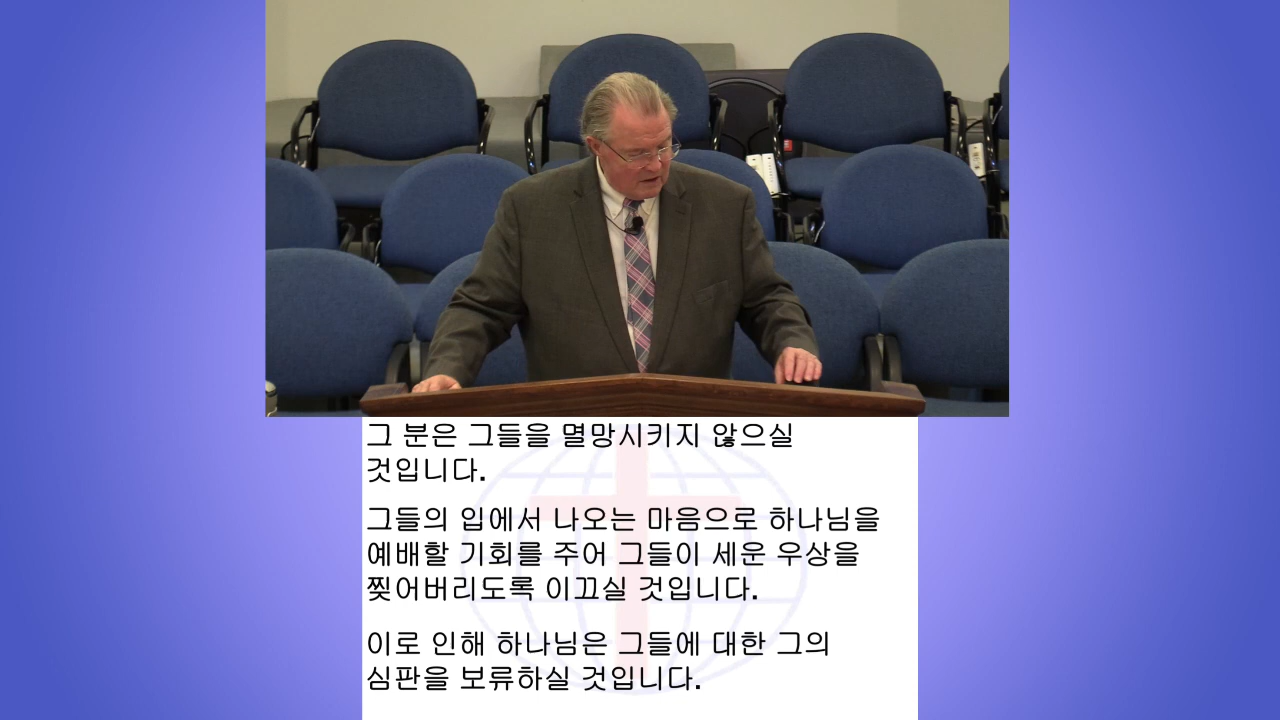 그 분은 그들을 멸망시키지 않으실
것입니다.
그들의 입에서 나오는 마음으로 하나님을
예배할 기회를 주어 그들이 세운 우상을
찢어버리도록 이끄실 것입니다.
이로 인해 하나님은 그들에 대한 그의
심판을 보류하실 것입니다.